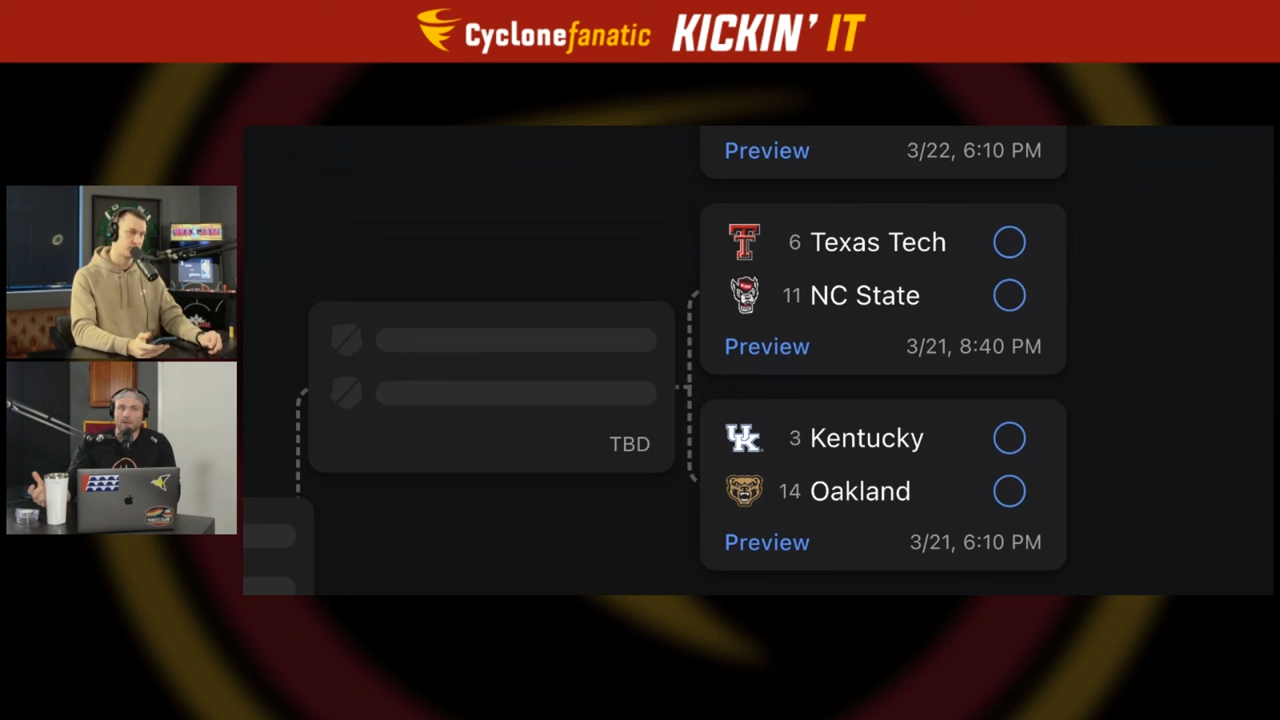 Cyclonefanatic KICKIN' IT
Preview 3/22, 6:10 PM
6 Texas Tech
11 NC State
Preview 3/21, 8:40 PM
TBD
3 Kentucky
14 Oakland
Preview 3/21, 6:10 PM